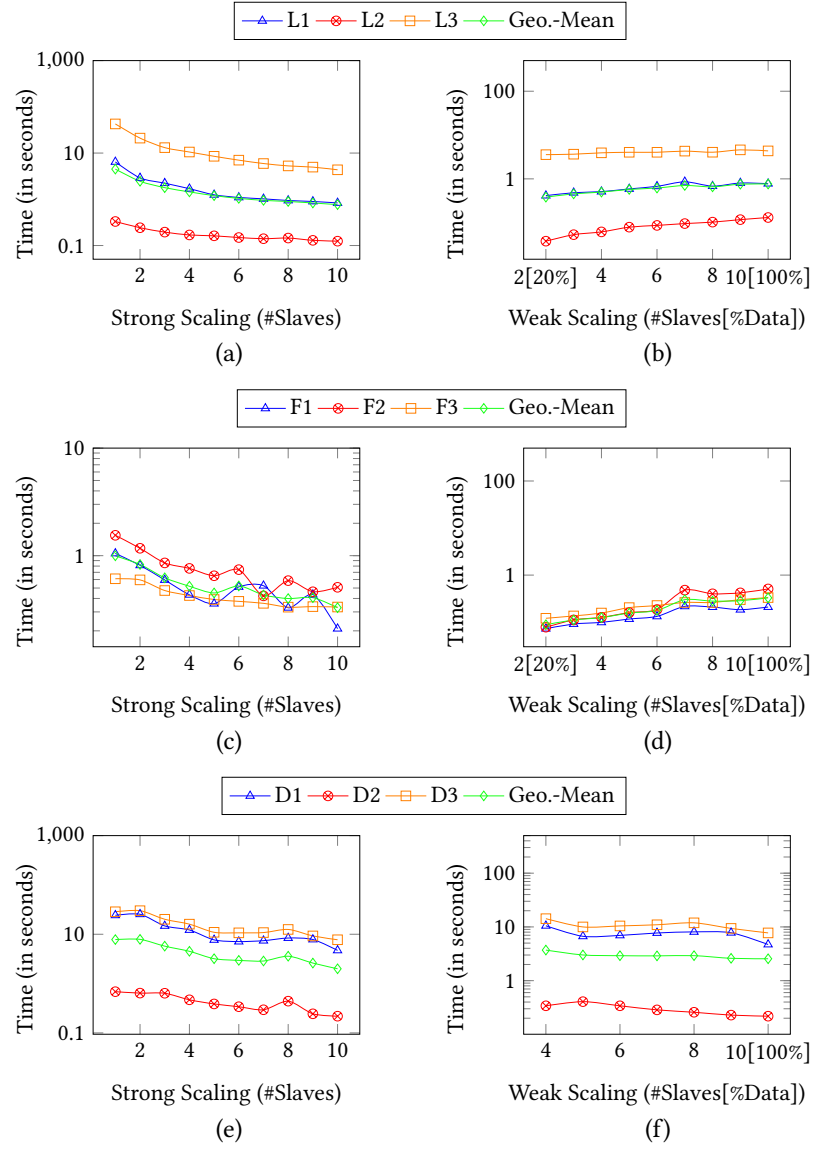 L1 L2 L3 Geo.-Mean
1,000
10
0.1
Time (in seconds)
2 4 6 8 10
Strong Scaling (#Slaves)
(a)
100
1
Time (in seconds)
2[20%] 4 6 8 10[100%]
Weak Scaling (#Slaves[%Data])
(b)
F1 F2 F3 Geo.-Mean
10
1
Time (in seconds)
2 4 6 8 10
Strong Scaling (#Slaves)
(c)
100
1
Time (in seconds)
2[20%] 4 6 8 10[100%]
Weak Scaling (#Slaves[%Data])
(d)
D1 D2 D3 Geo.-Mean
1,000
10
0.1
Time (in seconds)
2 4 6 8 10
Strong Scaling (#Slaves)
(e)
100
10
1
Time (in seconds)
4 6 8 10[100%]
Weak Scaling (#Slaves[%Data])
(f)